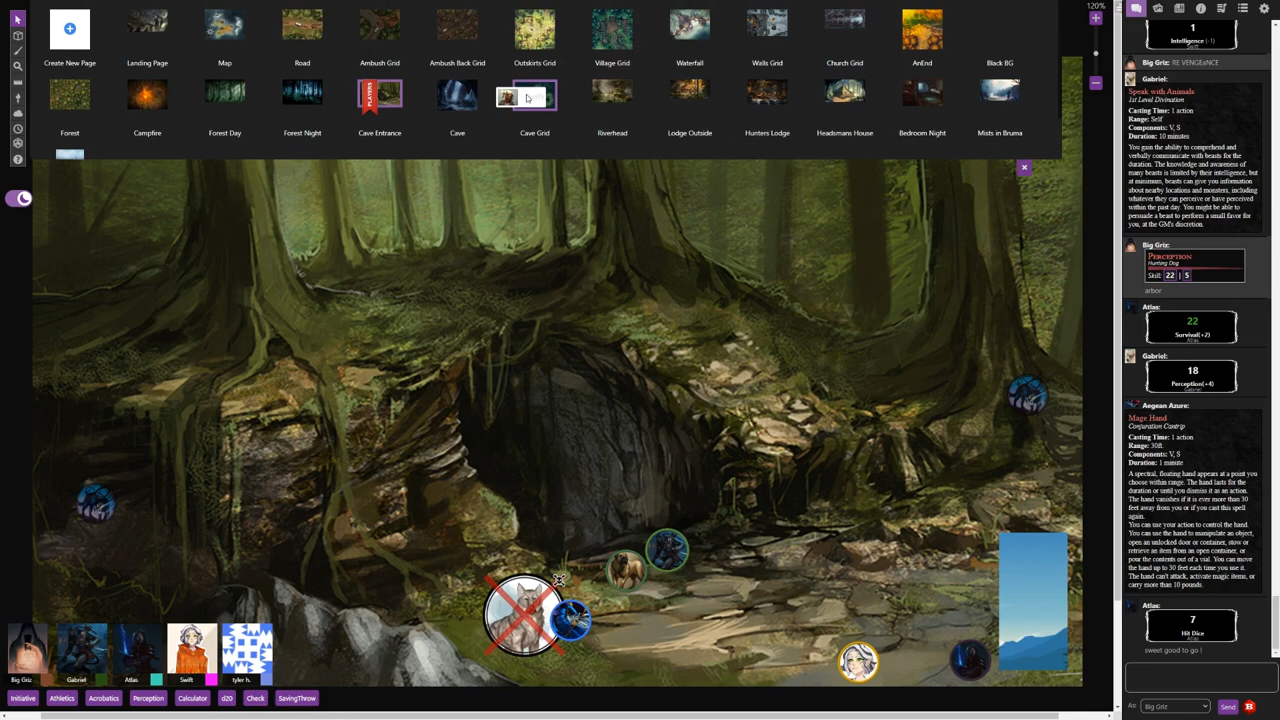 120%
Create New Page
Landing Page
Map
Road
Ambush Grid
Ambush Back Grid
Outskirts Grid
Village Grid
Waterfall
Walls Grid
Church Grid
AnEnd
Black BG
PLAYERS
Forest
Campfire
Forest Day
Forest Night
Cave Entrance
Cave
Cave Grid
Riverhead
Lodge Outside
Hunters Lodge
Headsmans House
Bedroom Night
Mists in Bruma
1
Intelligence (-1)
Swift
Big Griz: RE VENGEsNCE
Gabriel:
Speak with Animals
1st Level Divination
Casting Time: 1 action
Range: Self
Components: V, S
Duration: 10 minutes
You gain the ability to comprehend and
verbally communicate with beasts for the
duration. The knowledge and awareness of
many beasts is limited by their intelligence, but
at minimum, beasts can give you information
about nearby locations and monsters, including
whatever they can perceive or have perceived
within the past day. You might be able to
persuade a beast to perform a small favor for
you, at the GM's discretion.
Big Griz:
PERCEPTION
Hunting Dog
Skill: 22 | 5
arbor
Atlas:
22
Survival(+2)
Atlas
Gabriel:
18
Perception(+4)
Gabriel
Aegean Azure:
Mage Hand
Conjuration Cantrip
Casting Time: 1 action
Range: 30ft.
Components: V, S
Duration: 1 minute
A spectral, floating hand appears at a point you
choose within range. The hand lasts for the
duration or until you dismiss it as an action.
The hand vanishes if it is ever more than 30
feet away from you or if you cast this spell
again.
You can use your action to control the hand.
You can use the hand to manipulate an object,
open an unlocked door or container, stow or
retrieve an item from an open container, or
pour the contents out of a vial. You can move
the hand up to 30 feet each time you use it.
The hand can't attack, activate magic items, or
carry more than 10 pounds.
Atlas:
7
Hit Dice
Atlas
sweet good to go !
Big Griz
Gabriel
Atlas
Swift
tyler h.
Initiative
Athletics
Acrobatics
Perception
Calculator
d20
Check
SavingThrow
As: Big Griz
Send
B